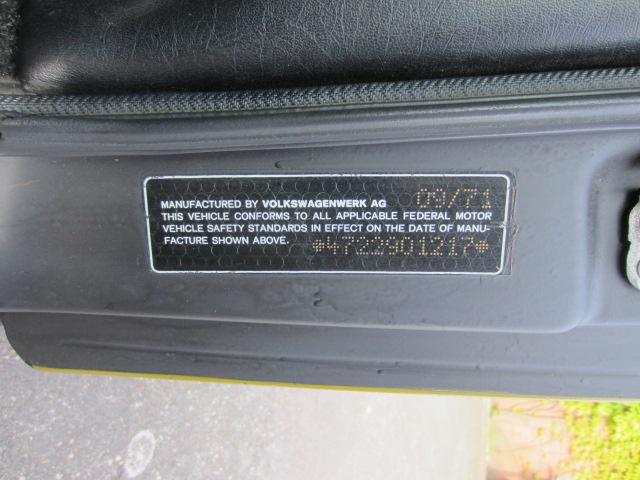 MANUFACTURED BY VOLKSWAGENWERK AG 09/71
THIS VEHICLE CONFORMS TO ALL APPLICABLE FEDERAL MOTOR
VEHICLE SAFETY STANDARDS IN EFFECT ON THE DATE OF MANU-
FACTURE SHOWN ABOVE. *4722901217*